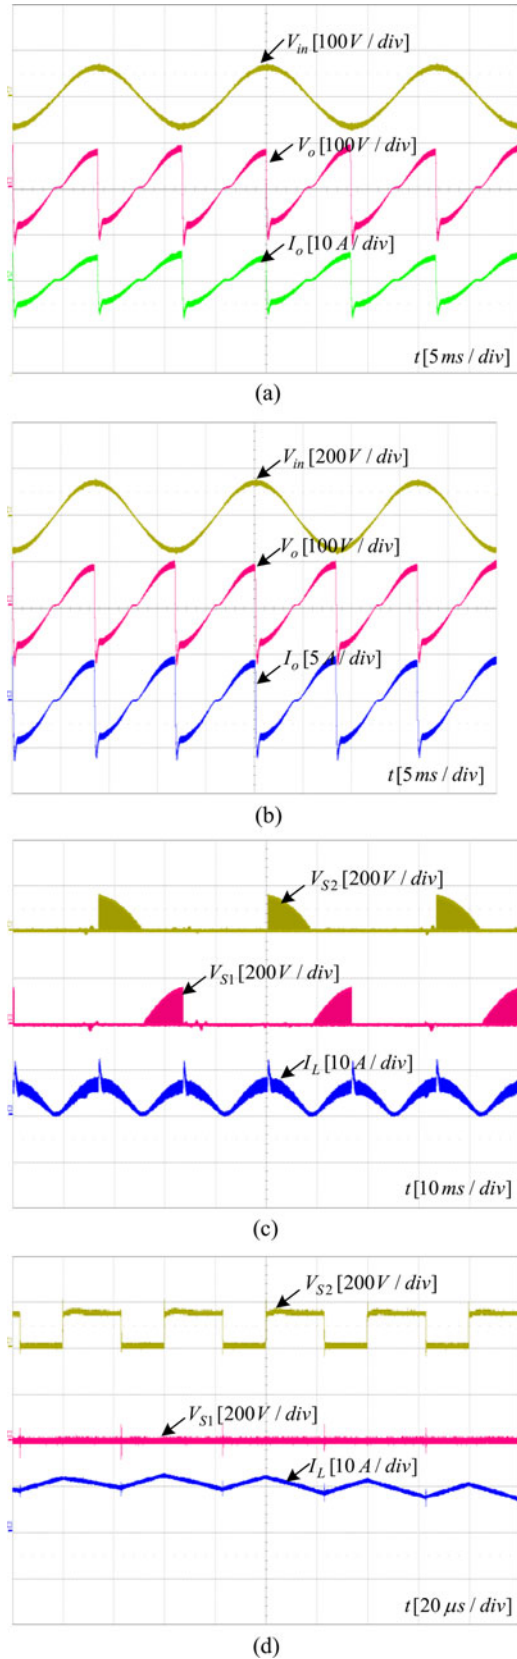 V_in [100V / div]
V_o [100V / div]
I_o [10 A / div]
t [5 ms / div]
(a)
V_in [200V / div]
V_o [100V / div]
I_o [5 A / div]
t [5 ms / div]
(b)
V_S2 [200V / div]
V_S1 [200V / div]
I_L [10 A / div]
t [10 ms / div]
(c)
V_S2 [200V / div]
V_S1 [200V / div]
I_L [10 A / div]
t [20 μs / div]
(d)